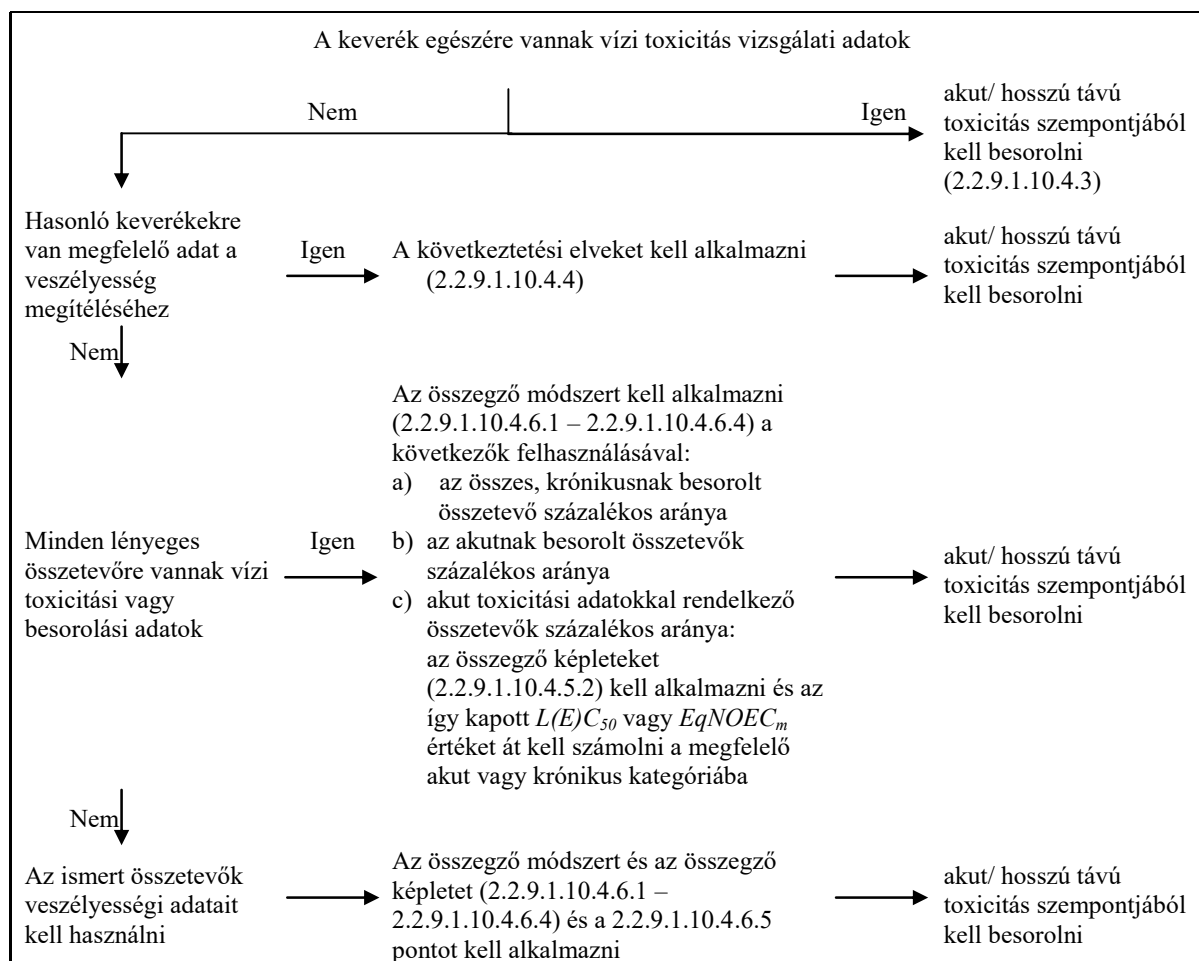 A keverék egészére vannak vízi toxicitás vizsgálati adatok
Nem
Igen
akut/ hosszú távú
toxicitás szempontjából
kell besorolni
(2.2.9.1.10.4.3)
Hasonló keverékekre
van megfelelő adat a
veszélyesség
megítéléséhez
Igen
A következtetési elveket kell alkalmazni
(2.2.9.1.10.4.4)
akut/ hosszú távú
toxicitás szempontjából
kell besorolni
Nem
Minden lényeges
összetevőre vannak vízi
toxicitási vagy
besorolási adatok
Igen
Az összegző módszert kell alkalmazni
(2.2.9.1.10.4.6.1 – 2.2.9.1.10.4.6.4) a
következők felhasználásával:
a) az összes, krónikusnak besorolt
összetevő százalékos aránya
b) az akutnak besorolt összetevők
százalékos aránya
c) akut toxicitási adatokkal rendelkező
összetevők százalékos aránya:
az összegző képleteket
(2.2.9.1.10.4.5.2) kell alkalmazni és az
így kapott L(E)C50 vagy EqNOECm
értéket át kell számolni a megfelelő
akut vagy krónikus kategóriába
akut/ hosszú távú
toxicitás szempontjából
kell besorolni
Nem
Az ismert összetevők
veszélyességi adatait
kell használni
Az összegző módszert és az összegző
képletet (2.2.9.1.10.4.6.1 –
2.2.9.1.10.4.6.4) és a 2.2.9.1.10.4.6.5
pontot kell alkalmazni
akut/ hosszú távú
toxicitás szempontjából
kell besorolni